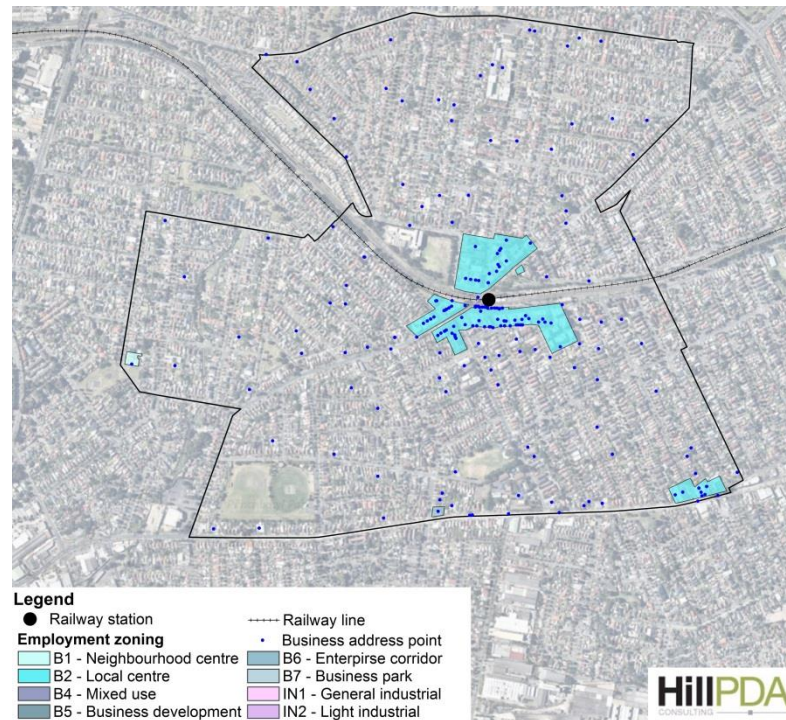 Legend
Railway station
Railway line
Employment zoning
Business address point
B1 - Neighbourhood centre
B6 - Enterpirse corridor
B2 - Local centre
B7 - Business park
B4 - Mixed use
IN1 - General industrial
B5 - Business development
IN2 - Light industrial
HillPDA
CONSULTING